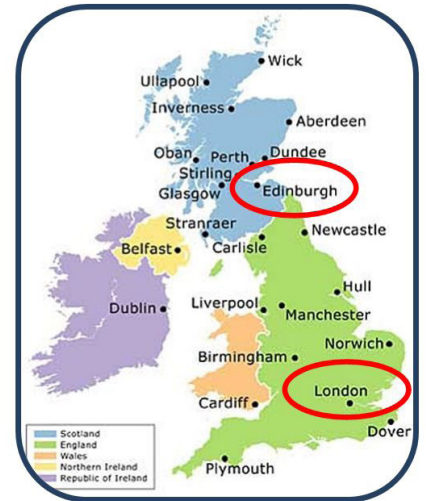 Wick
Ullapool
Inverness
Aberdeen
Oban
Perth
Dundee
Stirling
Glasgow
Edinburgh
Stranraer
Newcastle
Belfast
Carlisle
Hull
Dublin
Liverpool
Manchester
Norwich
Birmingham
London
Cardiff
Dover
Plymouth
Scotland
England
Wales
Northern Ireland
Republic of Ireland